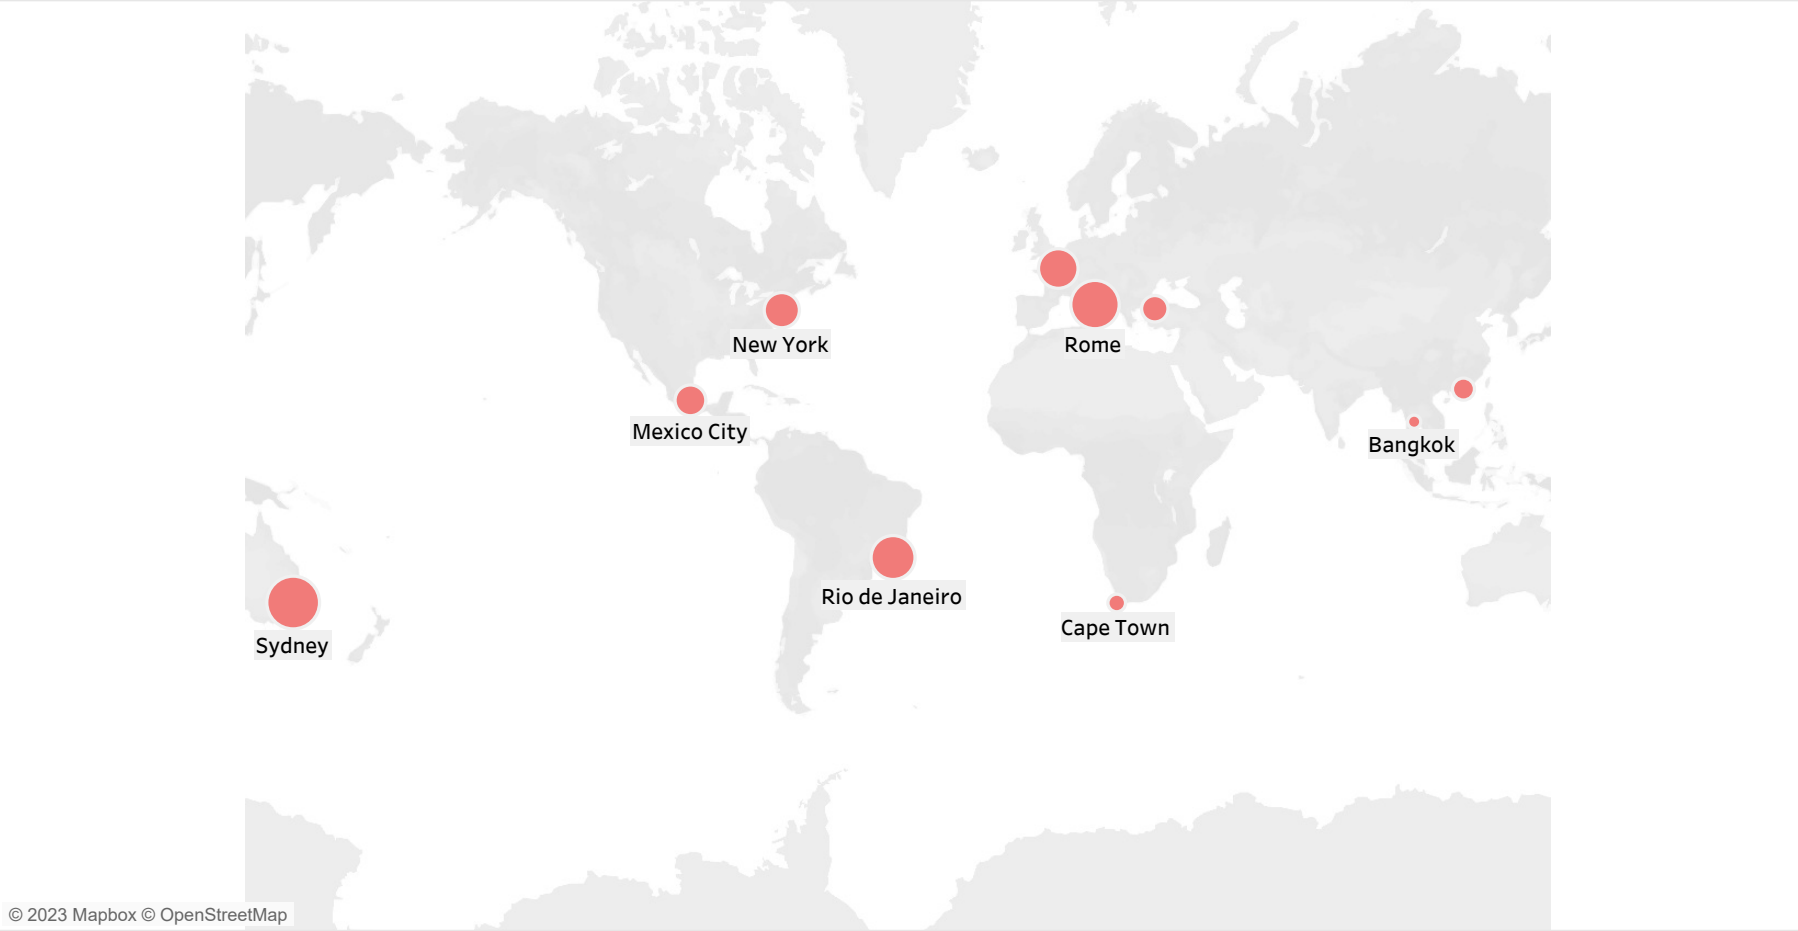 New York
Rome
Mexico City
Bangkok
Rio de Janeiro
Cape Town
Sydney
© 2023 Mapbox © OpenStreetMap